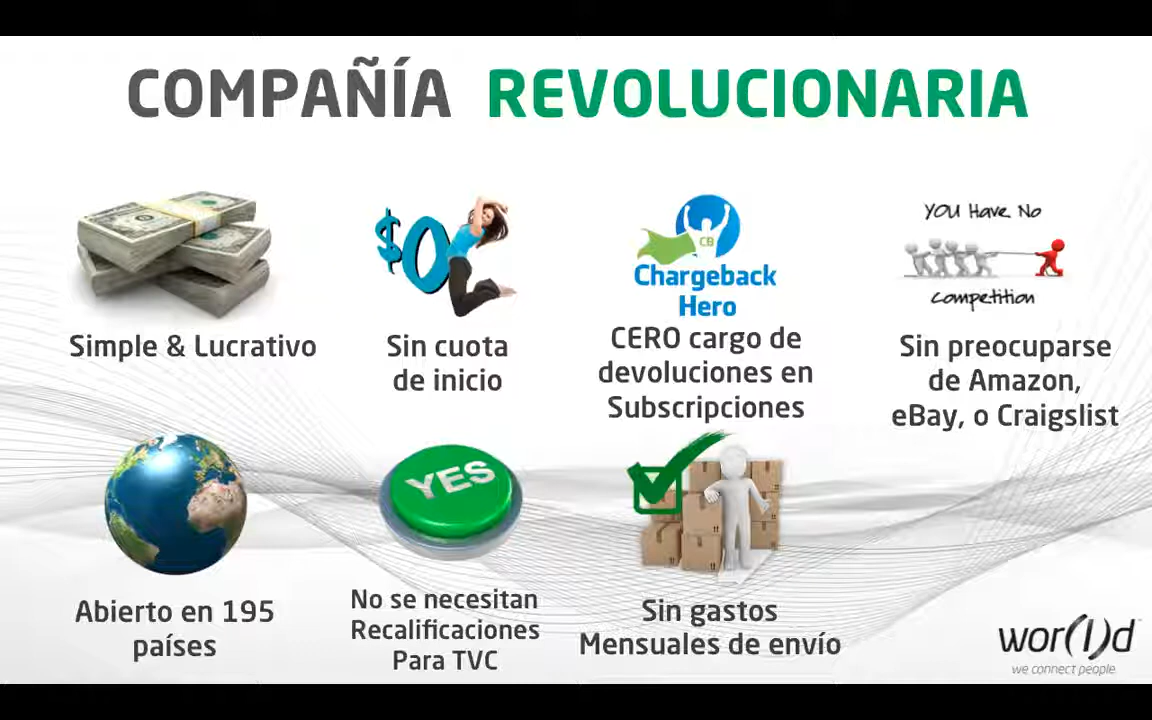 COMPAÑÍA REVOLUCIONARIA
$0
CB
Chargeback
Hero
YOU Have No
competition
Simple & Lucrativo
Sin cuota
de inicio
CERO cargo de
devoluciones en
Subscripciones
Sin preocuparse
de Amazon,
eBay, o Craigslist
YES
Abierto en 195
países
No se necesitan
Recalificaciones
Para TVC
Sin gastos
Mensuales de envío
wor(l)d
we connect people